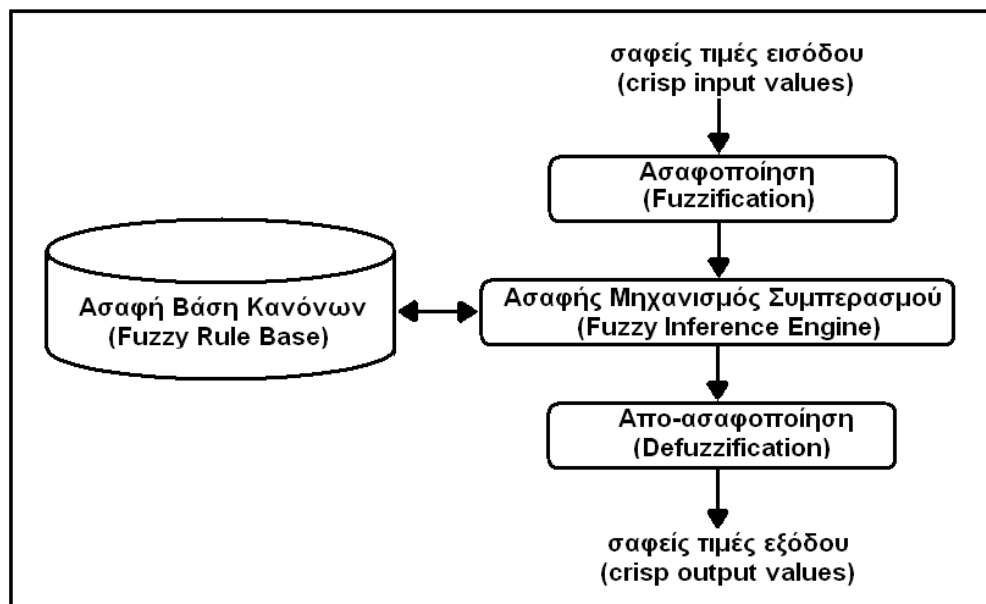 σαφείς τιμές εισόδου
(crisp input values)
Ασαφοποίηση
(Fuzzification)
Ασαφή Βάση Κανόνων
(Fuzzy Rule Base)
Ασαφής Μηχανισμός Συμπερασμού
(Fuzzy Inference Engine)
Απο-ασαφοποίηση
(Defuzzification)
σαφείς τιμές εξόδου
(crisp output values)